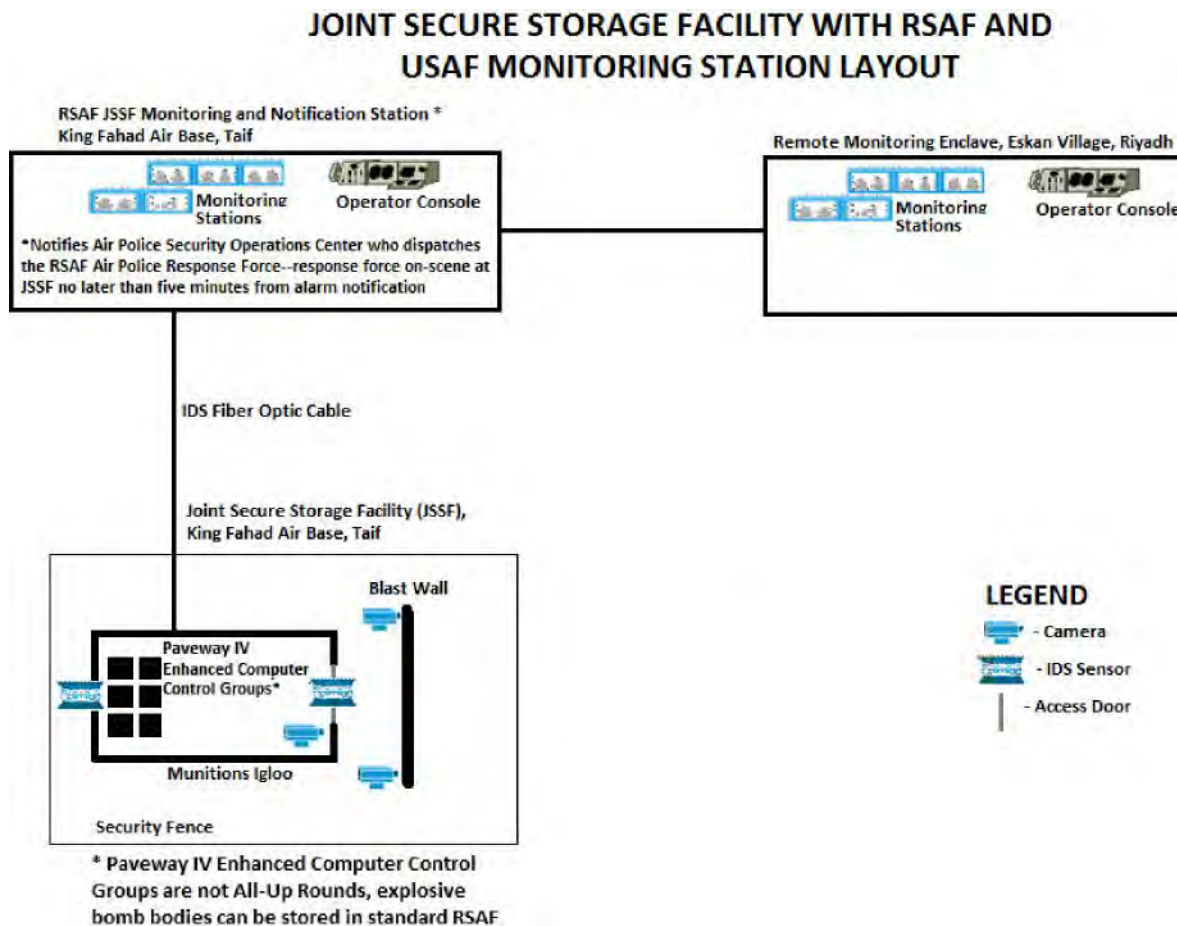 JOINT SECURE STORAGE FACILITY WITH RSAF AND
USAF MONITORING STATION LAYOUT
RSAF JSSF Monitoring and Notification Station *
King Fahad Air Base, Taif
Monitoring
Stations
Operator Console
*Notifies Air Police Security Operations Center who dispatches
the RSAF Air Police Response Force--response force on-scene at
JSSF no later than five minutes from alarm notification
Remote Monitoring Enclave, Eskan Village, Riyadh
Monitoring
Stations
Operator Console
IDS Fiber Optic Cable
Joint Secure Storage Facility (JSSF),
King Fahad Air Base, Taif
Blast Wall
Paveway IV
Enhanced Computer
Control Groups*
Munitions Igloo
Security Fence
* Paveway IV Enhanced Computer Control
Groups are not All-Up Rounds, explosive
bomb bodies can be stored in standard RSAF
LEGEND
- Camera
- IDS Sensor
- Access Door